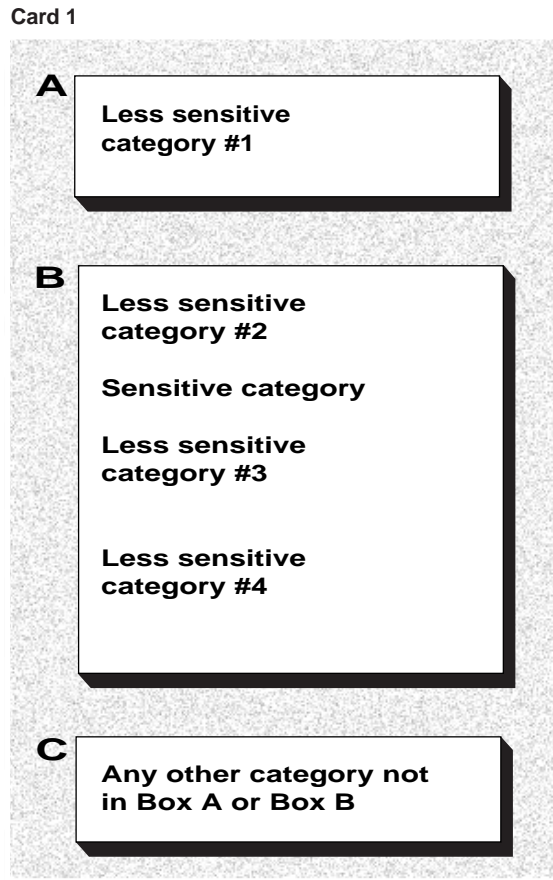 Card 1
A
Less sensitive
category #1
B
Less sensitive
category #2
Sensitive category
Less sensitive
category #3
Less sensitive
category #4
C
Any other category not
in Box A or Box B